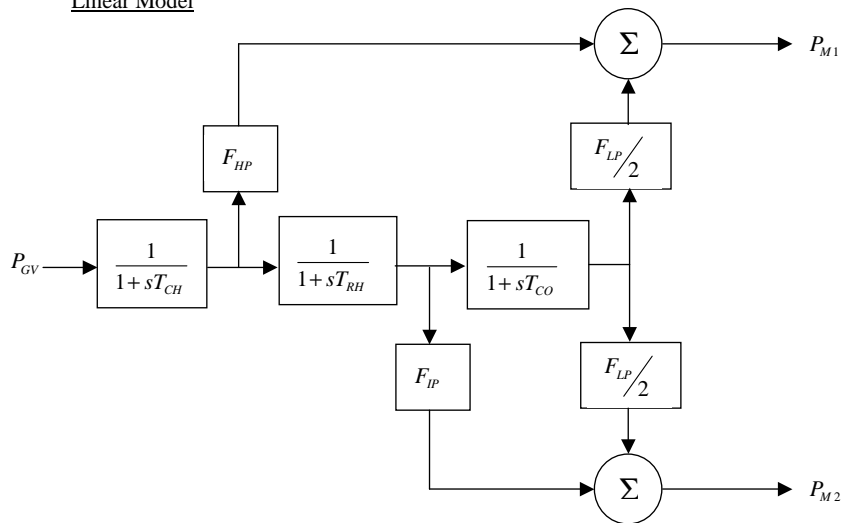 Linear Model
Σ
P_{M1}
F_{HP}
F_{LP}/2
P_{GV}
1/(1 + sT_{CH})
1/(1 + sT_{RH})
1/(1 + sT_{CO})
F_{IP}
F_{LP}/2
Σ
P_{M2}